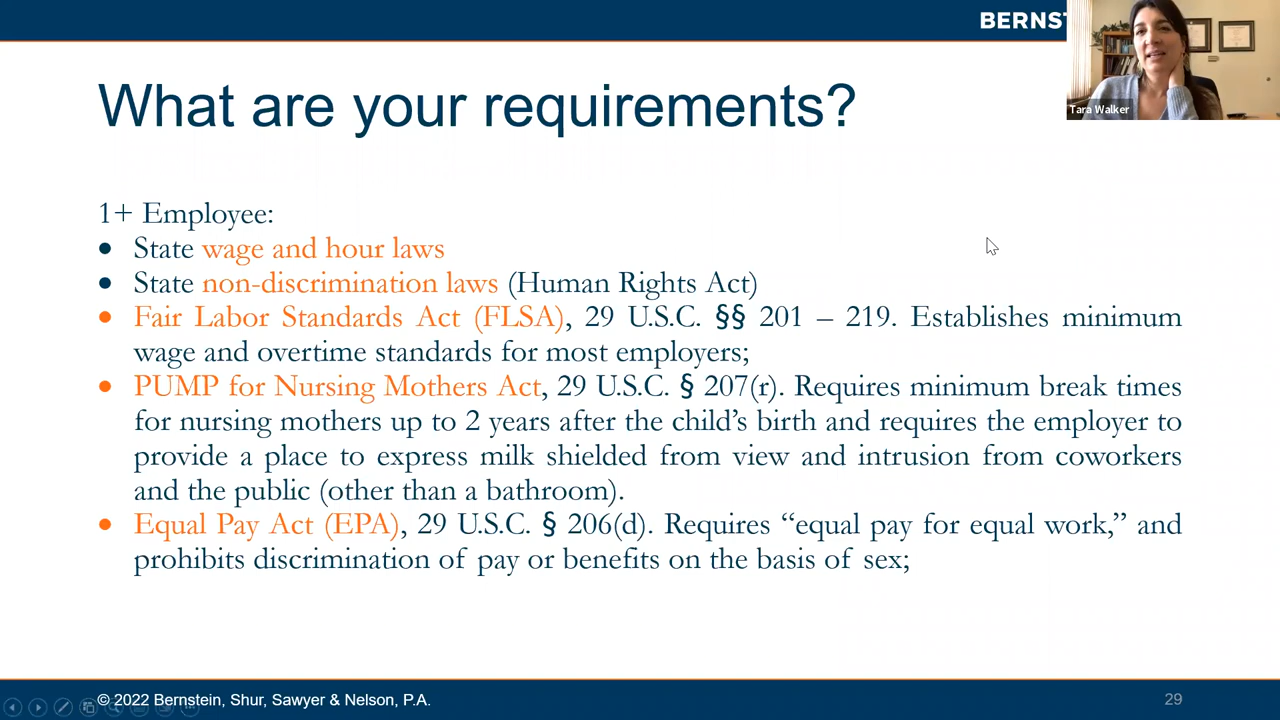 BERNST
Tara Walker
What are your requirements?
1+ Employee:
• State wage and hour laws
• State non-discrimination laws (Human Rights Act)
• Fair Labor Standards Act (FLSA), 29 U.S.C. §§ 201 – 219. Establishes minimum
wage and overtime standards for most employers;
• PUMP for Nursing Mothers Act, 29 U.S.C. § 207(r). Requires minimum break times
for nursing mothers up to 2 years after the child’s birth and requires the employer to
provide a place to express milk shielded from view and intrusion from coworkers
and the public (other than a bathroom).
• Equal Pay Act (EPA), 29 U.S.C. § 206(d). Requires “equal pay for equal work,” and
prohibits discrimination of pay or benefits on the basis of sex;
© 2022 Bernstein, Shur, Sawyer & Nelson, P.A.
29